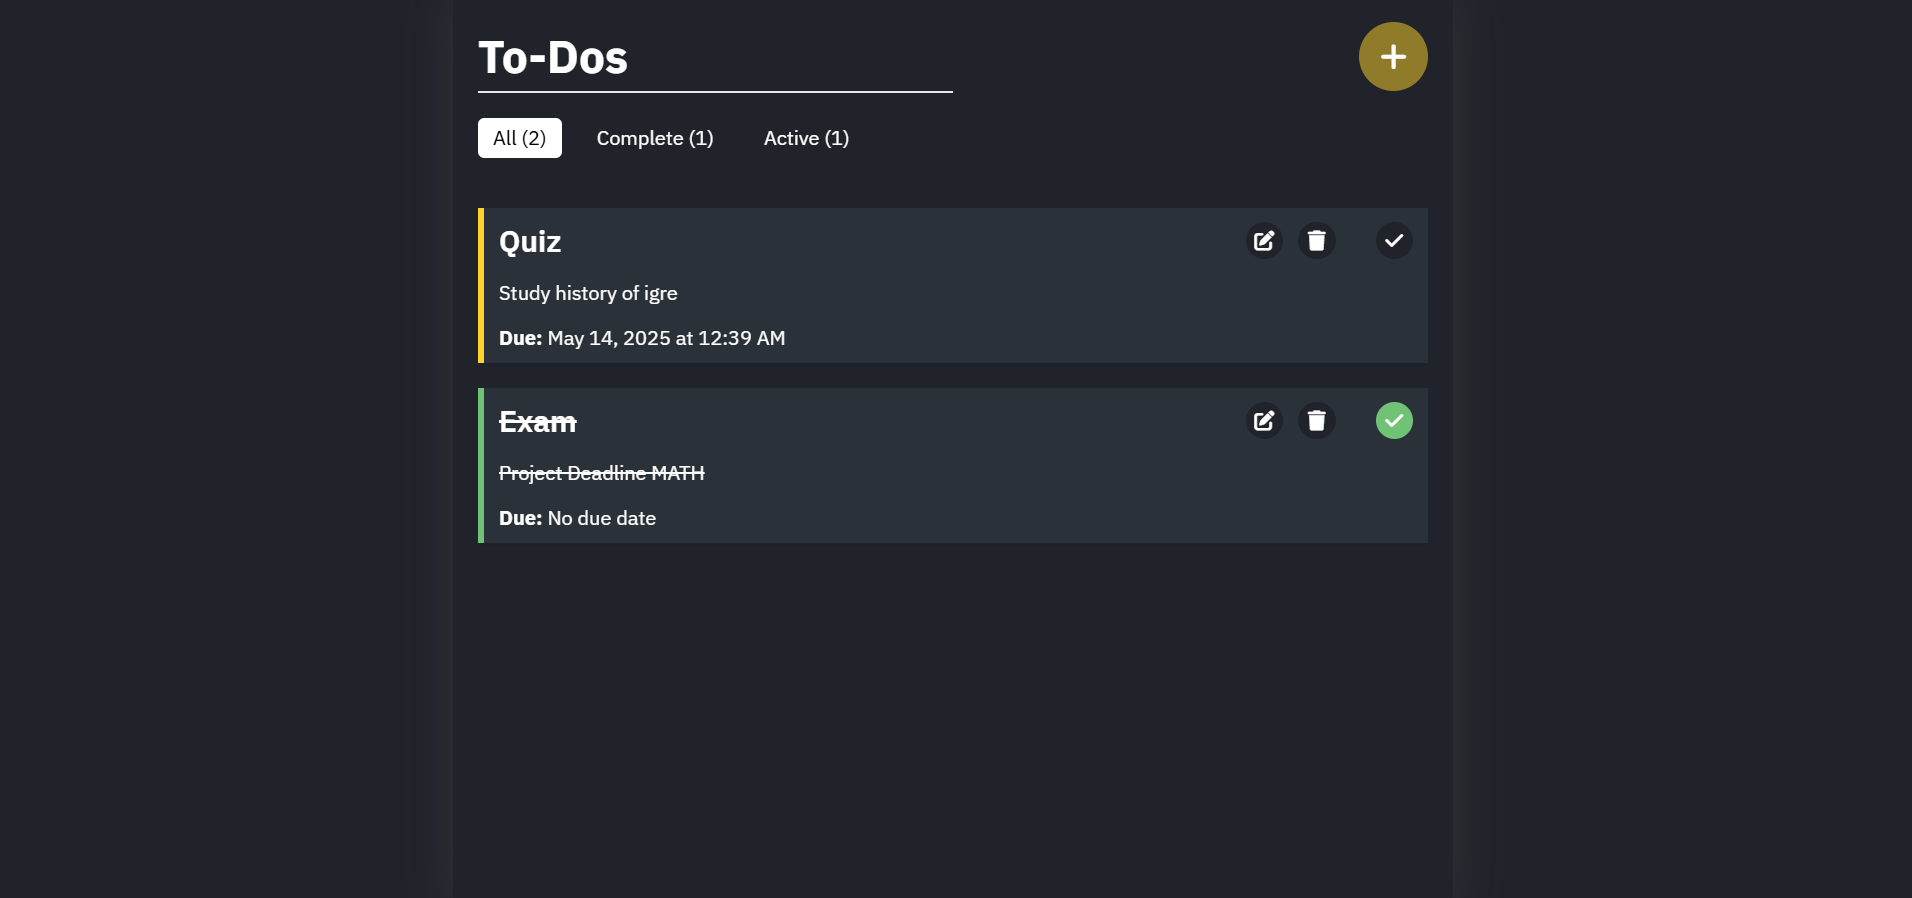 To-Dos
All (2) Complete (1) Active (1)
Quiz
Study history of igre
Due: May 14, 2025 at 12:39 AM
Exam
Project Deadline MATH
Due: No due date